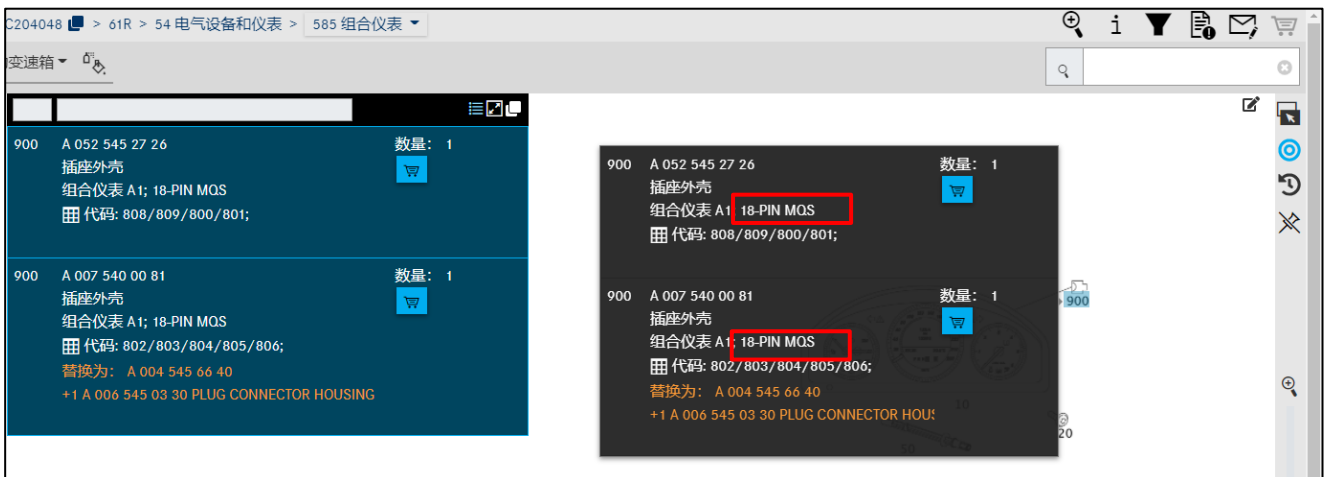 C204048 > 61R > 54 电气设备和仪表 > 585 组合仪表
变速箱
900 A 052 545 27 26 数量: 1
插座外壳
组合仪表 A1; 18-PIN MQS
代码: 808/809/800/801;
900 A 007 540 00 81 数量: 1
插座外壳
组合仪表 A1; 18-PIN MQS
代码: 802/803/804/805/806;
替换为: A 004 545 66 40
+1 A 006 545 03 30 PLUG CONNECTOR HOUSING
900 A 052 545 27 26 数量: 1
插座外壳
组合仪表 A1 18-PIN MQS
代码: 808/809/800/801;
900 A 007 540 00 81 数量: 1
插座外壳
组合仪表 A1; 18-PIN MQS
代码: 802/803/804/805/806;
替换为: A 004 545 66 40
+1 A 006 545 03 30 PLUG CONNECTOR HOUS
900
10
20
50